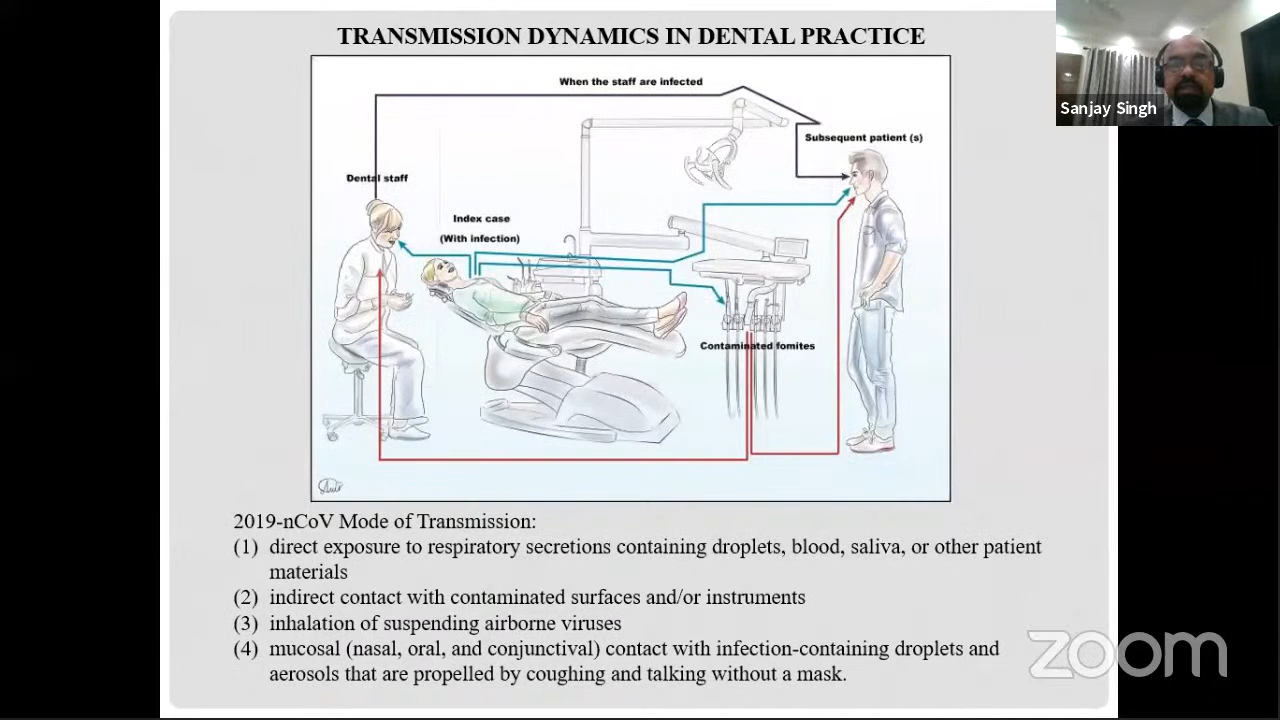 TRANSMISSION DYNAMICS IN DENTAL PRACTICE
Sanjay Singh
When the staff are infected
Subsequent patient (s)
Dental staff
Index case
(With infection)
Contaminated fomites
2019-nCoV Mode of Transmission:
(1) direct exposure to respiratory secretions containing droplets, blood, saliva, or other patient
materials
(2) indirect contact with contaminated surfaces and/or instruments
(3) inhalation of suspending airborne viruses
(4) mucosal (nasal, oral, and conjunctival) contact with infection-containing droplets and
aerosols that are propelled by coughing and talking without a mask.
zoom